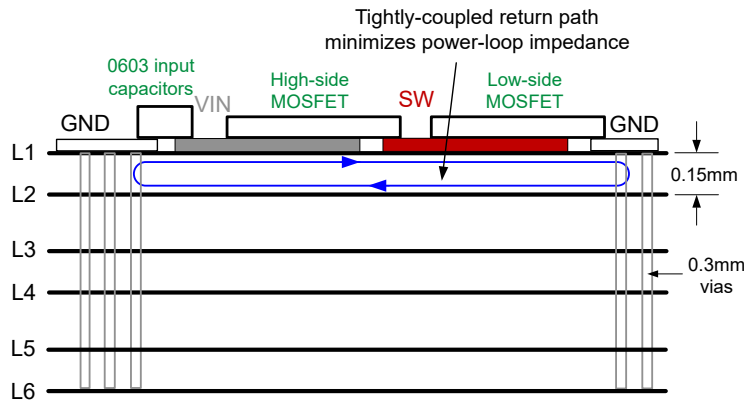 Tightly-coupled return path
minimizes power-loop impedance
0603 input
capacitors
VIN
High-side
MOSFET
SW
Low-side
MOSFET
GND
GND
L1
0.15mm
L2
L3
0.3mm
vias
L4
L5
L6